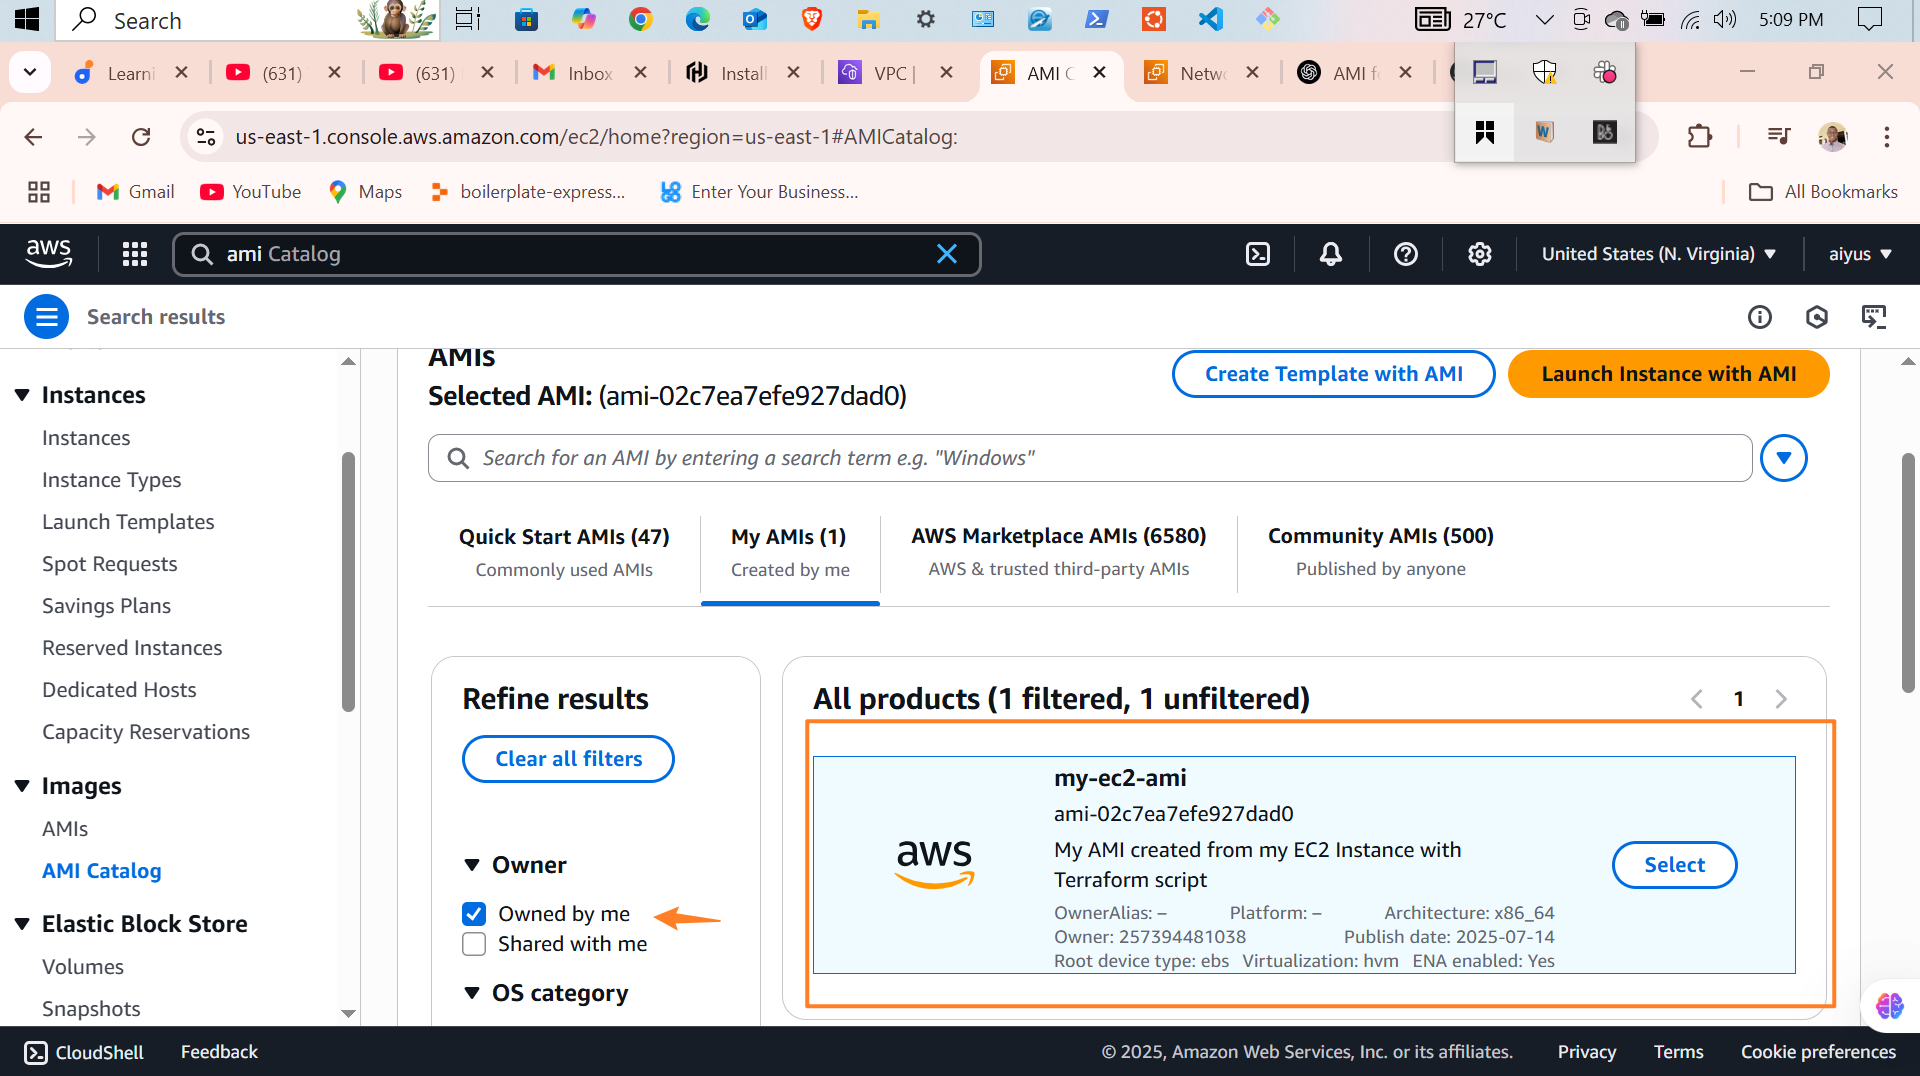 Search
27°C
5:09 PM
Learni
(631)
(631)
Inbox
Install
VPC |
AMI C
Netwo
AMI fo
us-east-1.console.aws.amazon.com/ec2/home?region=us-east-1#AMICatalog:
Gmail
YouTube
Maps
boilerplate-express...
Enter Your Business...
All Bookmarks
aws
ami Catalog
United States (N. Virginia)
aiyus
Search results
Instances
Instances
Instance Types
Launch Templates
Spot Requests
Savings Plans
Reserved Instances
Dedicated Hosts
Capacity Reservations
Images
AMIs
AMI Catalog
Elastic Block Store
Volumes
Snapshots
AMIs
Selected AMI: (ami-02c7ea7efe927dad0)
Create Template with AMI
Launch Instance with AMI
Search for an AMI by entering a search term e.g. "Windows"
Quick Start AMIs (47)
Commonly used AMIs
My AMIs (1)
Created by me
AWS Marketplace AMIs (6580)
AWS & trusted third-party AMIs
Community AMIs (500)
Published by anyone
Refine results
Clear all filters
Owner
Owned by me
Shared with me
OS category
All products (1 filtered, 1 unfiltered)
1
aws
my-ec2-ami
ami-02c7ea7efe927dad0
My AMI created from my EC2 Instance with
Terraform script
OwnerAlias: – Platform: – Architecture: x86_64
Owner: 257394481038 Publish date: 2025-07-14
Root device type: ebs Virtualization: hvm ENA enabled: Yes
Select
CloudShell
Feedback
© 2025, Amazon Web Services, Inc. or its affiliates.
Privacy
Terms
Cookie preferences